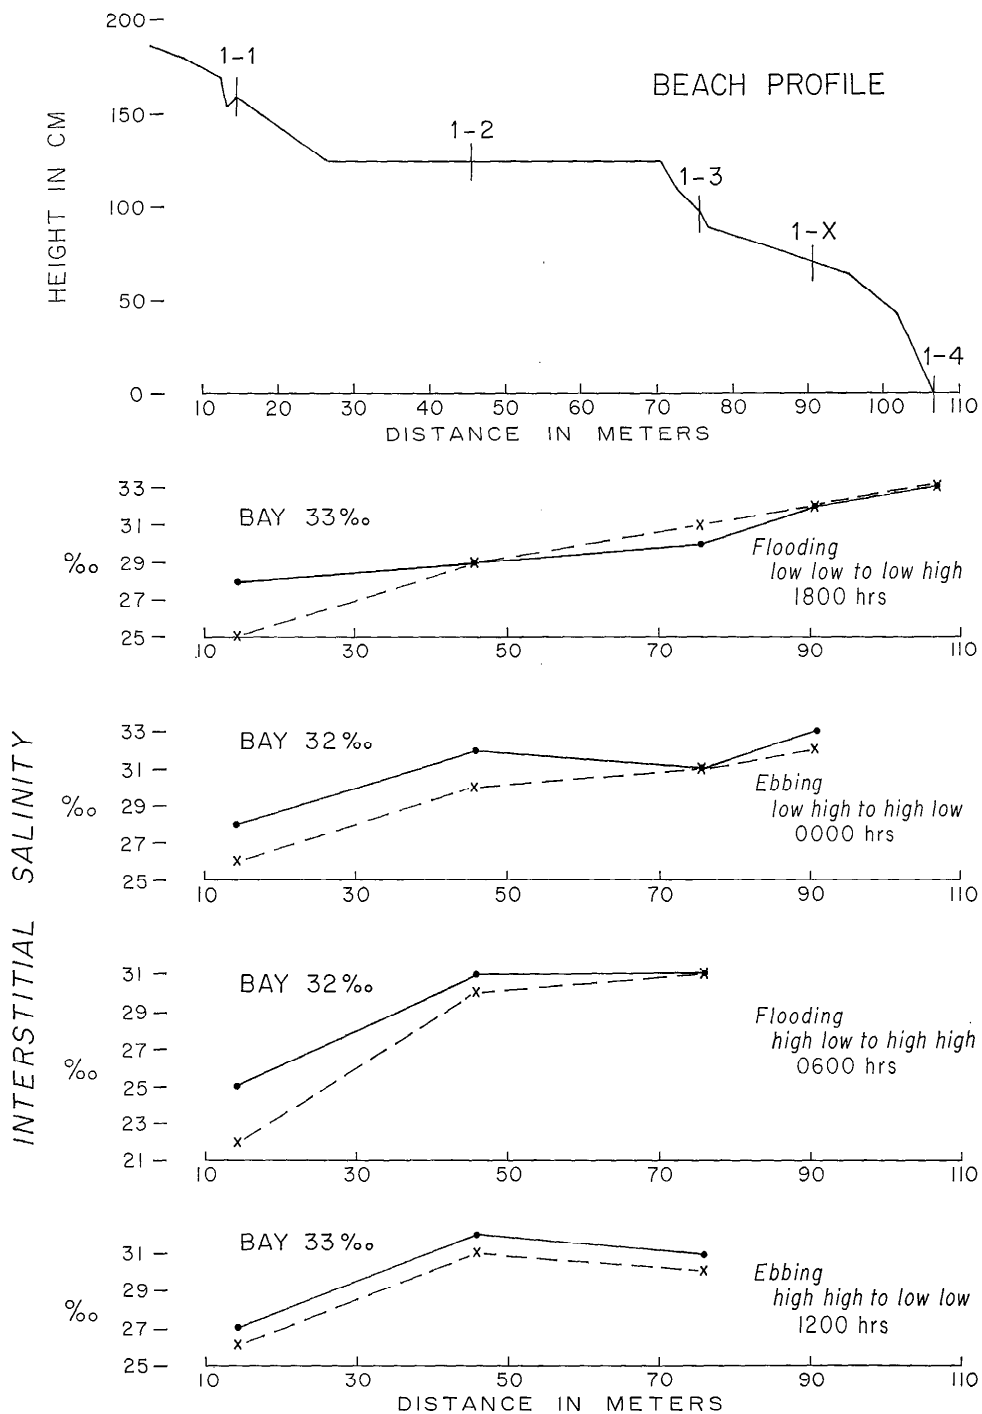 200
1-1
BEACH PROFILE
150
1-2
1-3
100
1-X
50
1-4
0
HEIGHT IN CM
10 20 30 40 50 60 70 80 90 100 110
DISTANCE IN METERS
33
BAY 33‰
31
Flooding
‰
29
low low to low high
27
1800 hrs
25
10 30 50 70 90 110
33
BAY 32‰
31
Ebbing
‰
29
low high to high low
0000 hrs
27
25
10 30 50 70 90 110
INTERSTITIAL SALINITY
31
BAY 32‰
29
Flooding
high low to high high
27
0600 hrs
‰
25
23
21
10 30 50 70 90 110
BAY 33‰
31
Ebbing
29
high high to low low
‰
27
1200 hrs
25
10 30 50 70 90 110
DISTANCE IN METERS